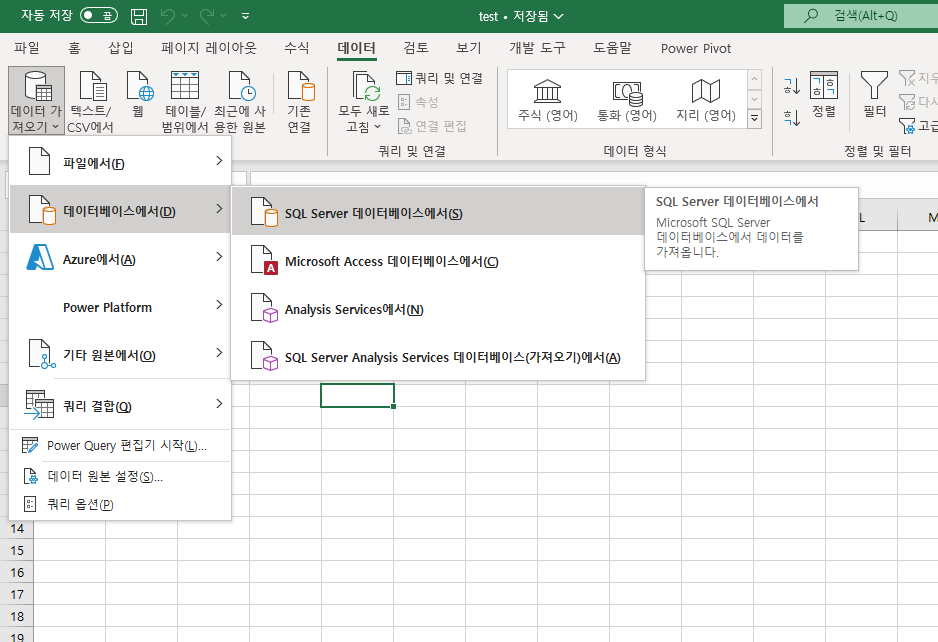 자동 저장 끔 test • 저장됨 검색(Alt+Q)
파일 홈 삽입 페이지 레이아웃 수식 데이터 검토 보기 개발 도구 도움말 Power Pivot
데이터 가
져오기
텍스트/
CSV에서
웹
테이블/
범위에서
최근에 사
용한 원본
기존
연결
모두 새로
고침
쿼리 및 연결
속성
연결 편집
쿼리 및 연결
주식 (영어) 통화 (영어) 지리 (영어)
데이터 형식
정렬
필터
지우
다시
고급
정렬 및 필터
파일에서(F)
데이터베이스에서(D)
Azure에서(A)
Power Platform
기타 원본에서(O)
쿼리 결합(Q)
Power Query 편집기 시작(L)...
데이터 원본 설정(S)...
쿼리 옵션(P)
SQL Server 데이터베이스에서(S)
Microsoft Access 데이터베이스에서(C)
Analysis Services에서(N)
SQL Server Analysis Services 데이터베이스(가져오기)에서(A)
SQL Server 데이터베이스에서
Microsoft SQL Server
데이터베이스에서 데이터를
가져옵니다.
L M
14
15
16
17
18
19